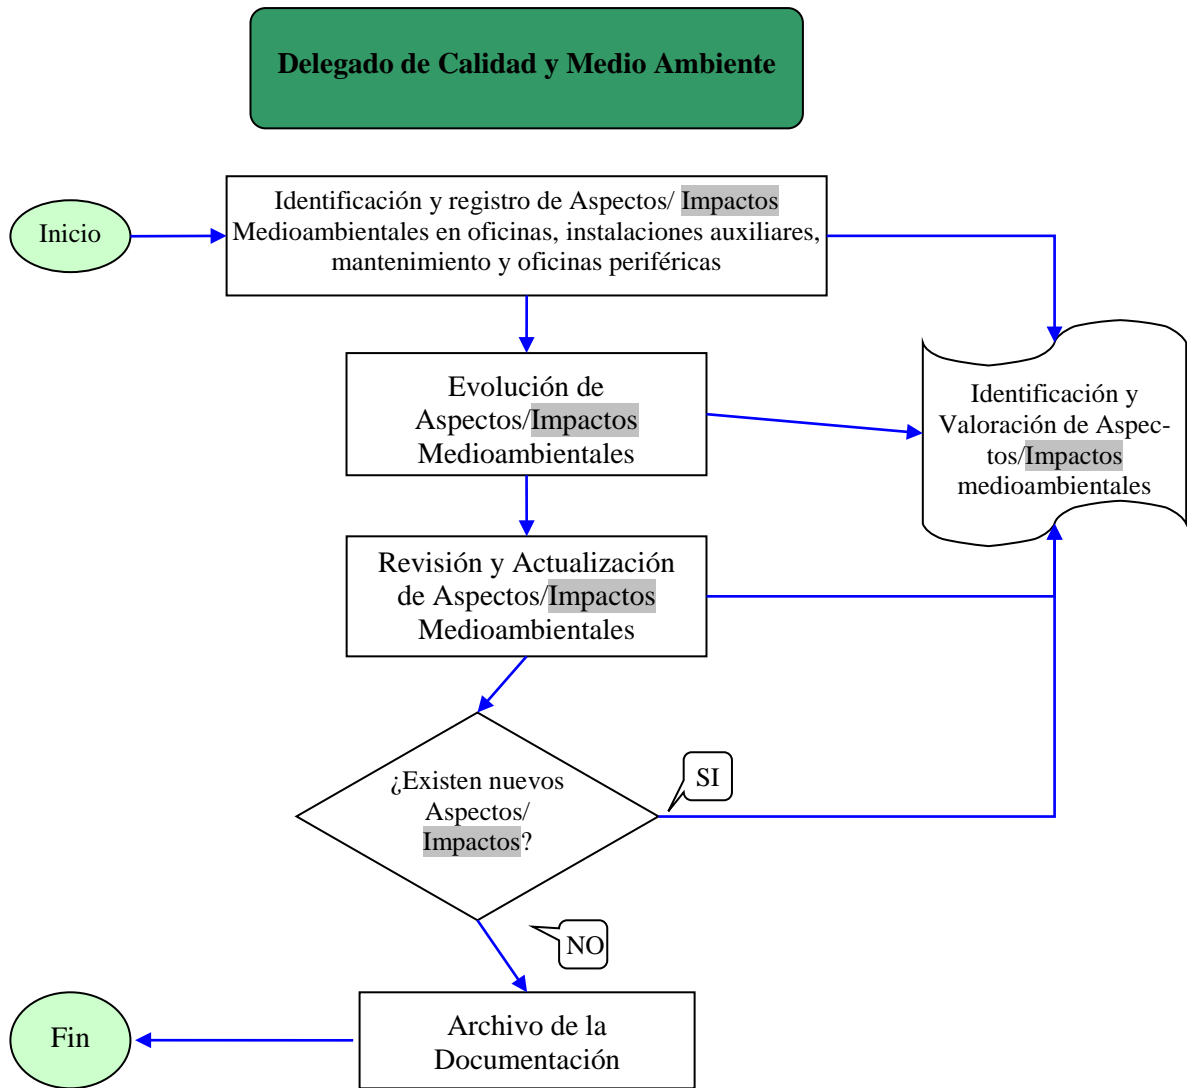 Delegado de Calidad y Medio Ambiente
Inicio
Identificación y registro de Aspectos/ Impactos
Medioambientales en oficinas, instalaciones auxiliares,
mantenimiento y oficinas periféricas
Evolución de
Aspectos/Impactos
Medioambientales
Identificación y
Valoración de Aspec-
tos/Impactos
medioambientales
Revisión y Actualización
de Aspectos/Impactos
Medioambientales
¿Existen nuevos
Aspectos/
Impactos?
SI
NO
Archivo de la
Documentación
Fin